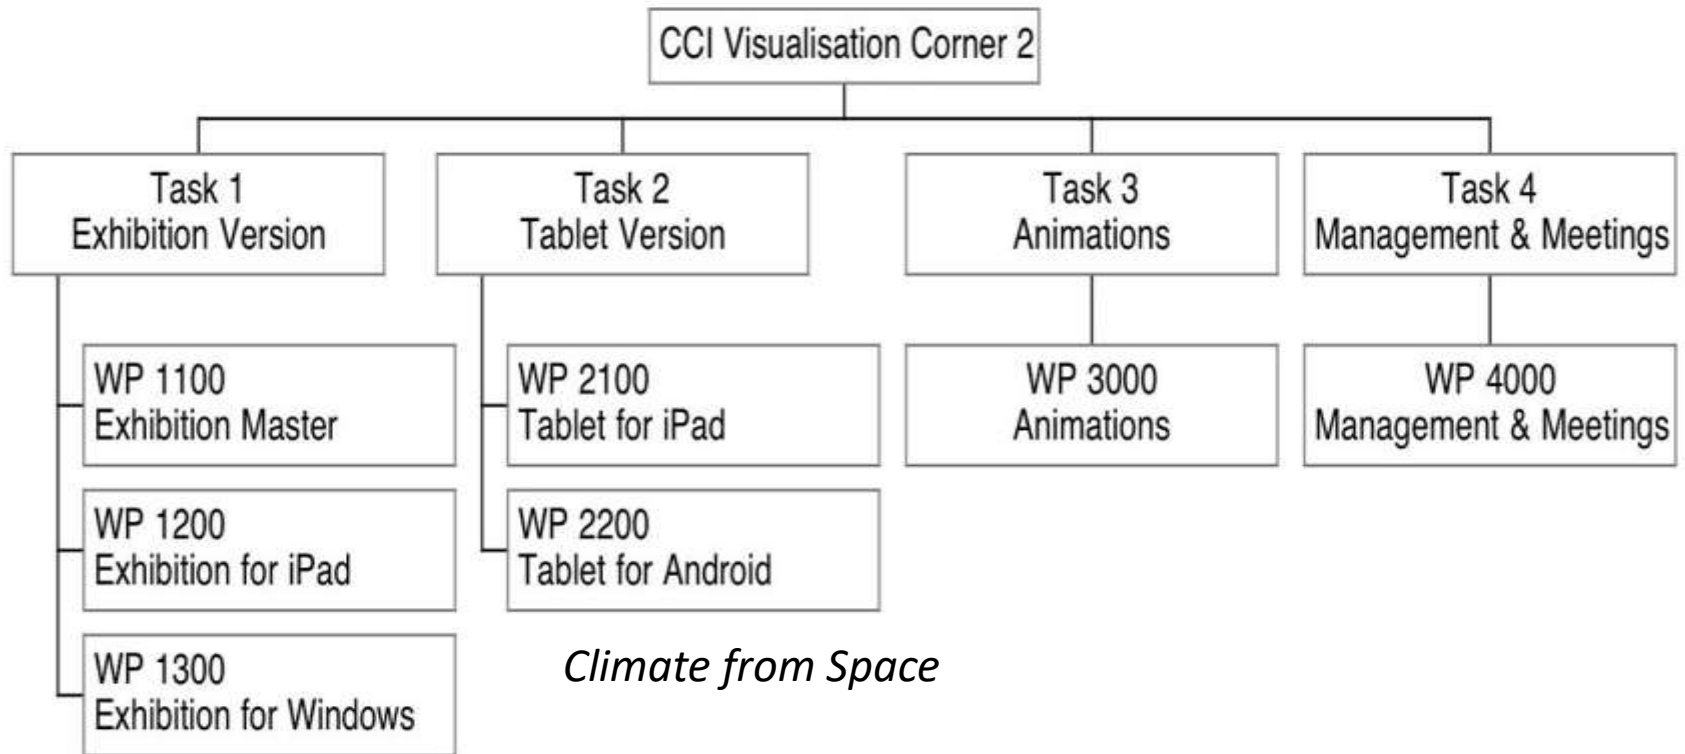 CCI Visualisation Corner 2
Task 1
Exhibition Version
Task 2
Tablet Version
Task 3
Animations
Task 4
Management & Meetings
WP 1100
Exhibition Master
WP 1200
Exhibition for iPad
WP 1300
Exhibition for Windows
WP 2100
Tablet for iPad
WP 2200
Tablet for Android
WP 3000
Animations
WP 4000
Management & Meetings
Climate from Space